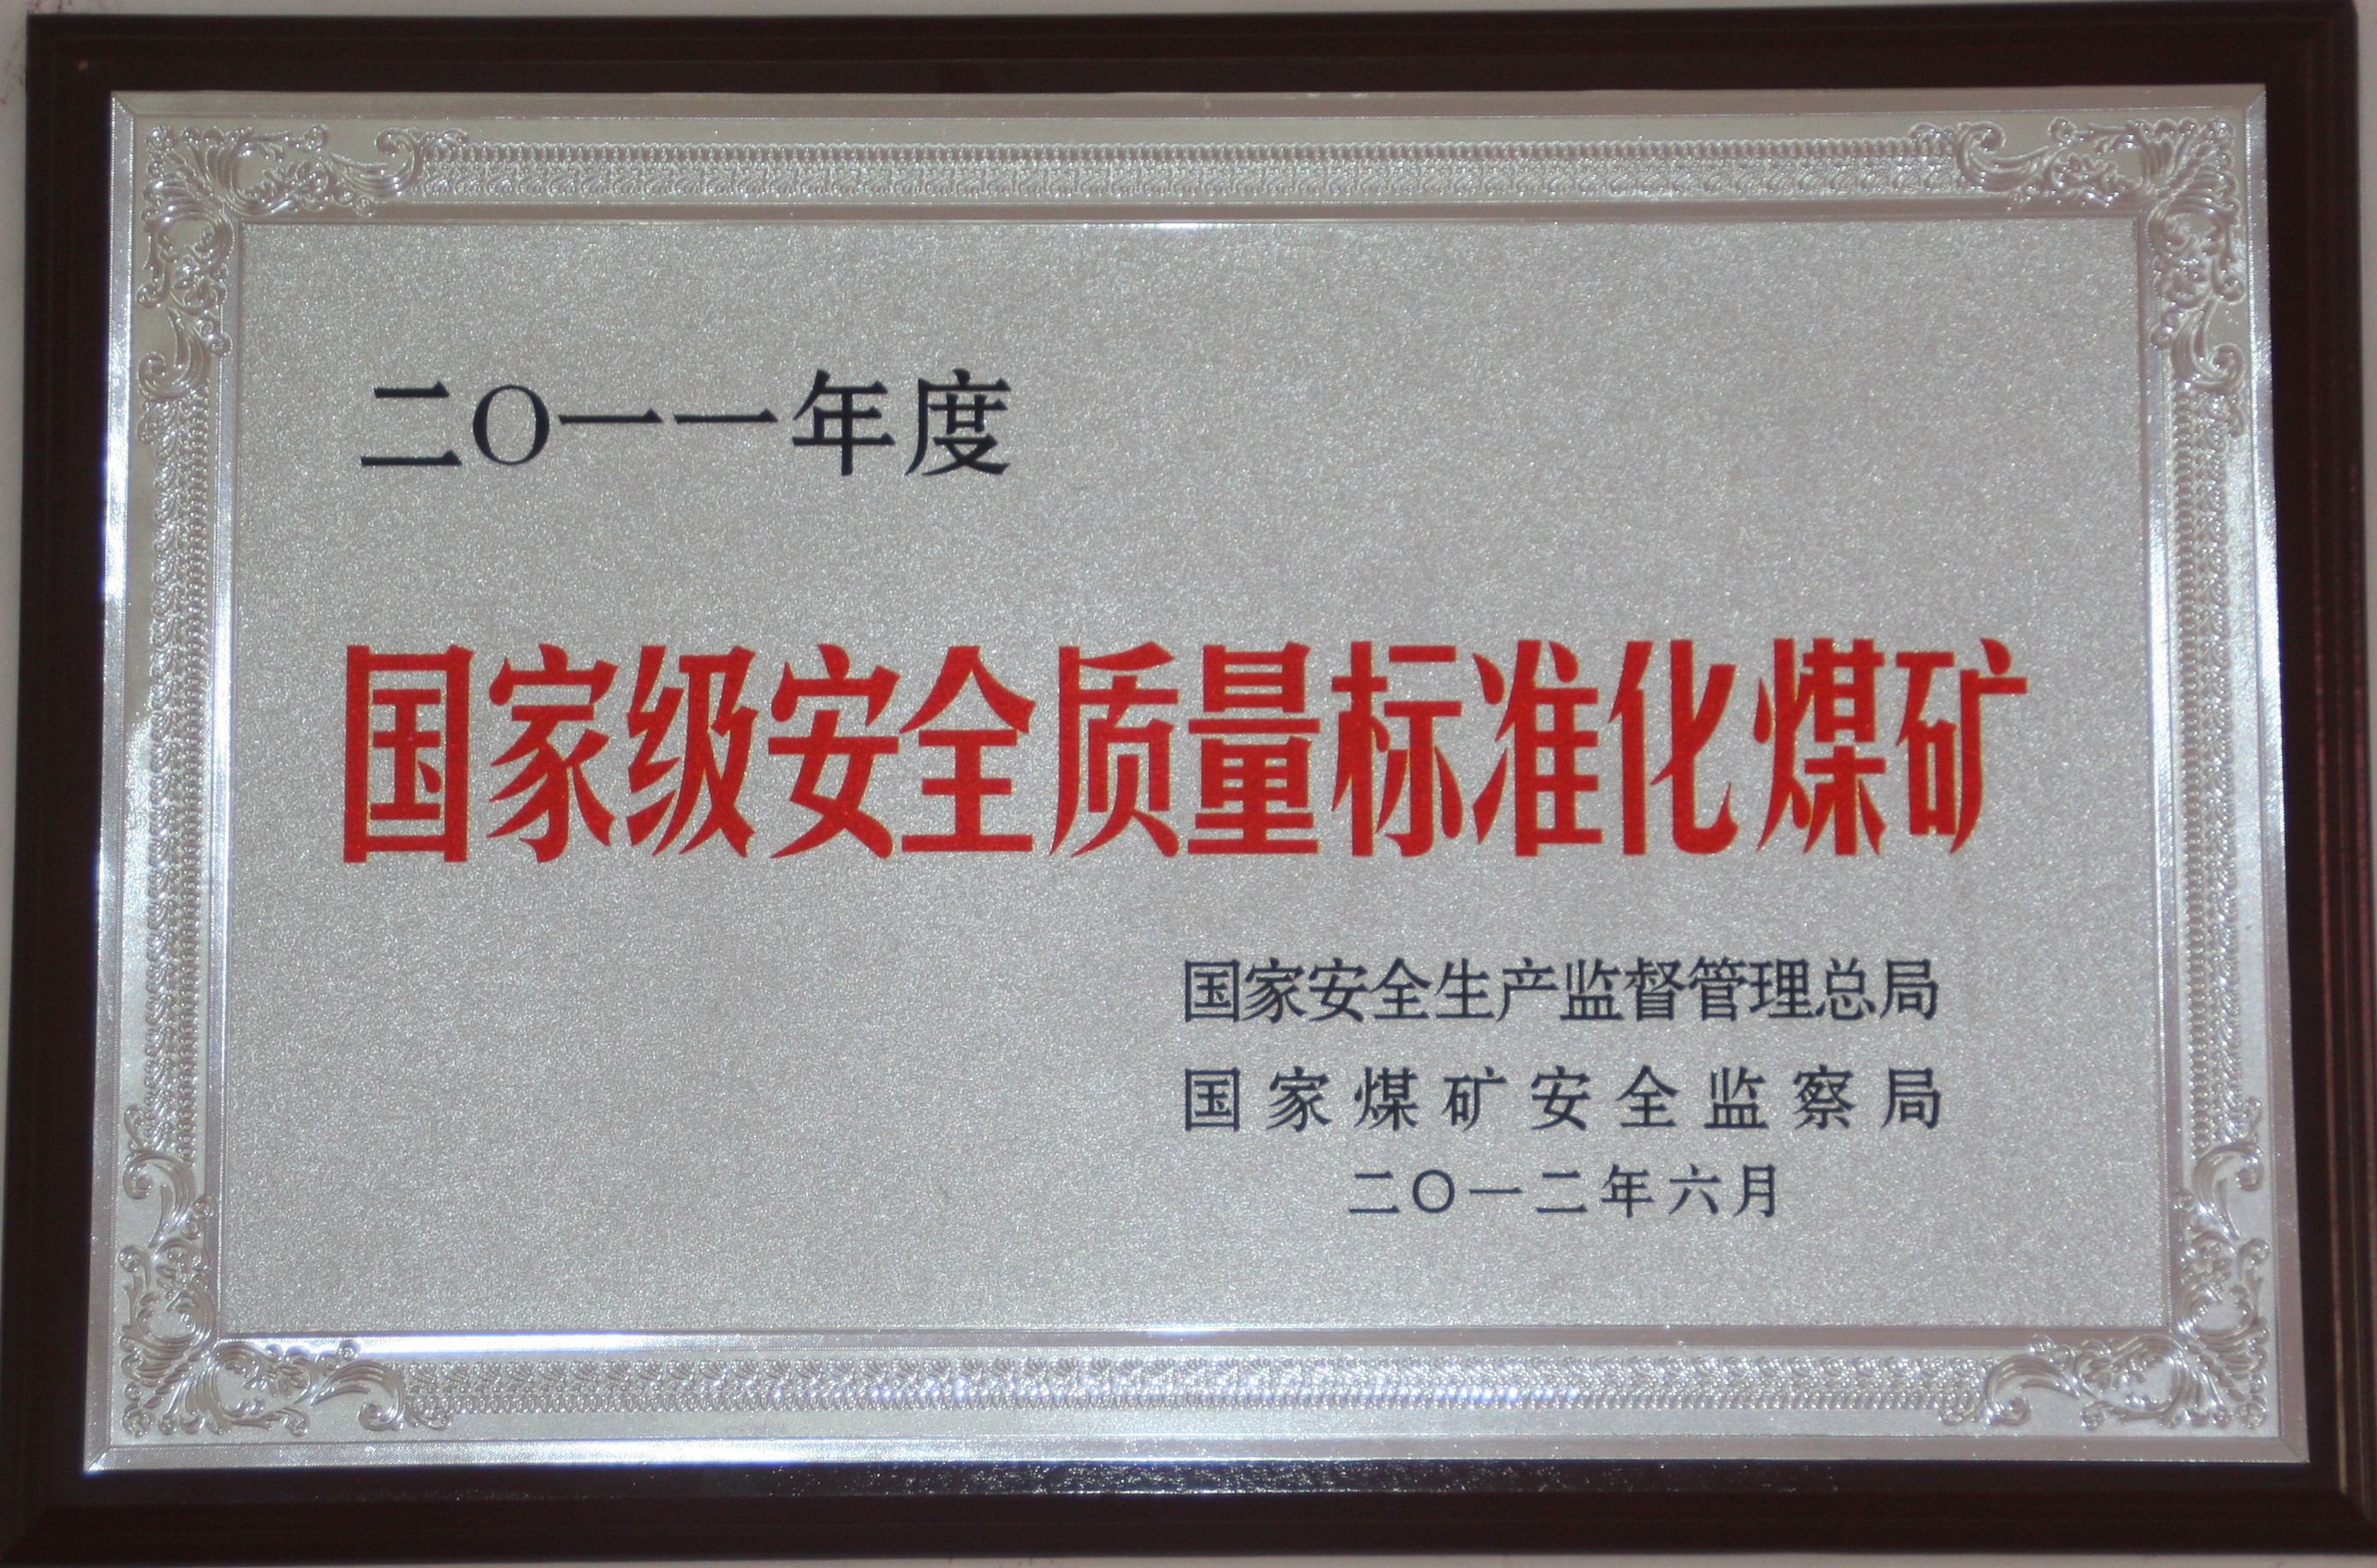 二〇一一年度
国家级安全质量标准化煤矿
国家安全生产监督管理总局
国家煤矿安全监察局
二〇一二年六月